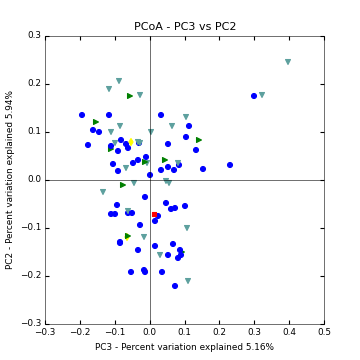 PCoA - PC3 vs PC2
PC2 - Percent variation explained 5.94%
0.3
0.2
0.1
0.0
−0.1
−0.2
−0.3
−0.3 −0.2 −0.1 0.0 0.1 0.2 0.3 0.4 0.5
PC3 - Percent variation explained 5.16%